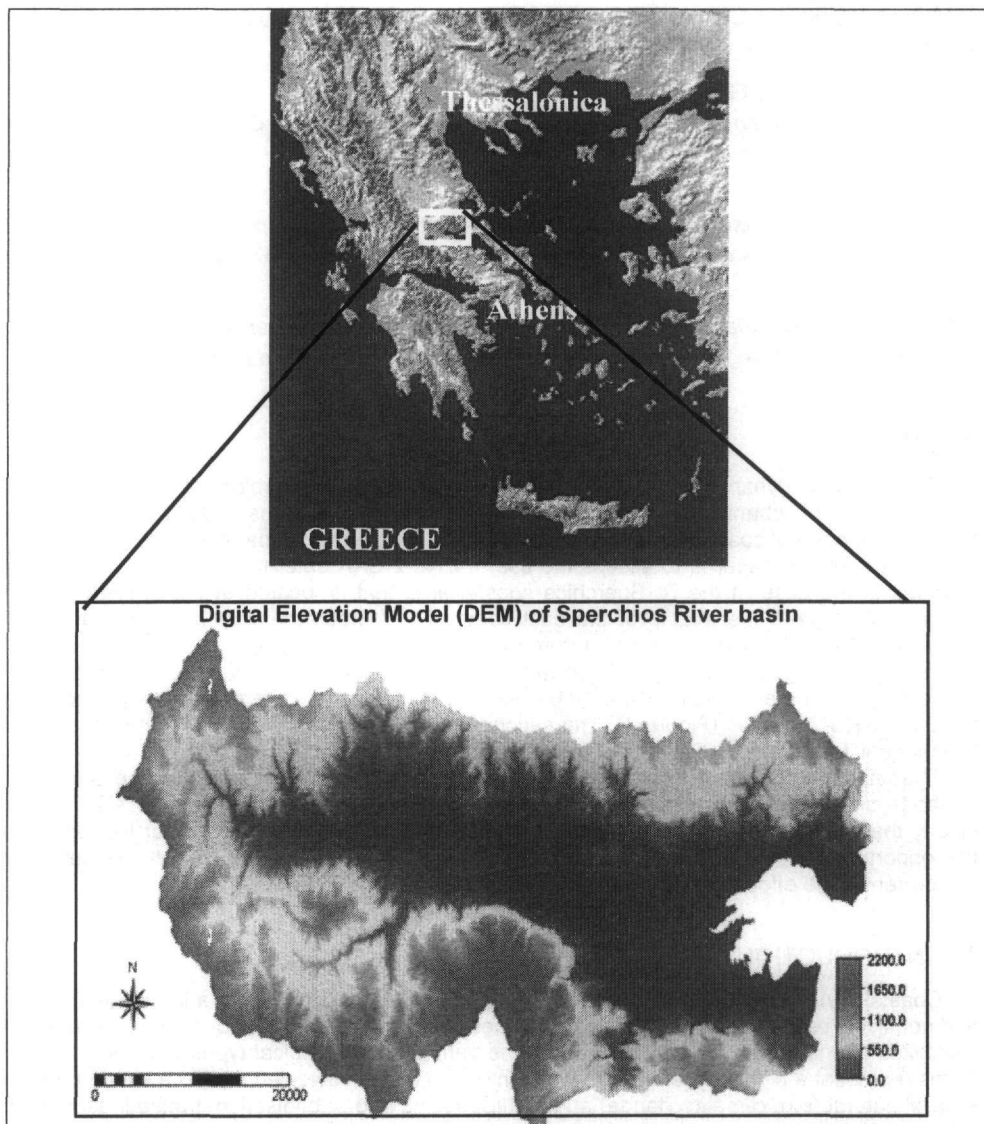 Thessalonica
Athens
GREECE
Digital Elevation Model (DEM) of Sperchios River basin
N
2200.0
1650.0
1100.0
550.0
0.0
0
20000